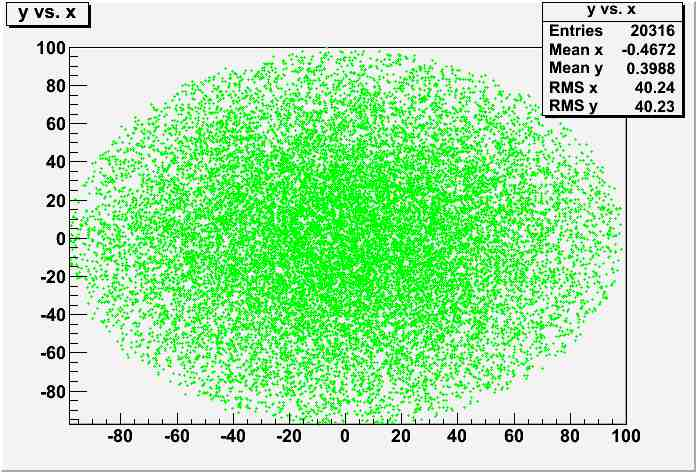 y vs. x
y vs. x
Entries 20316
Mean x -0.4672
Mean y 0.3988
RMS x 40.24
RMS y 40.23
100
80
60
40
20
0
-20
-40
-60
-80
-80 -60 -40 -20 0 20 40 60 80 100